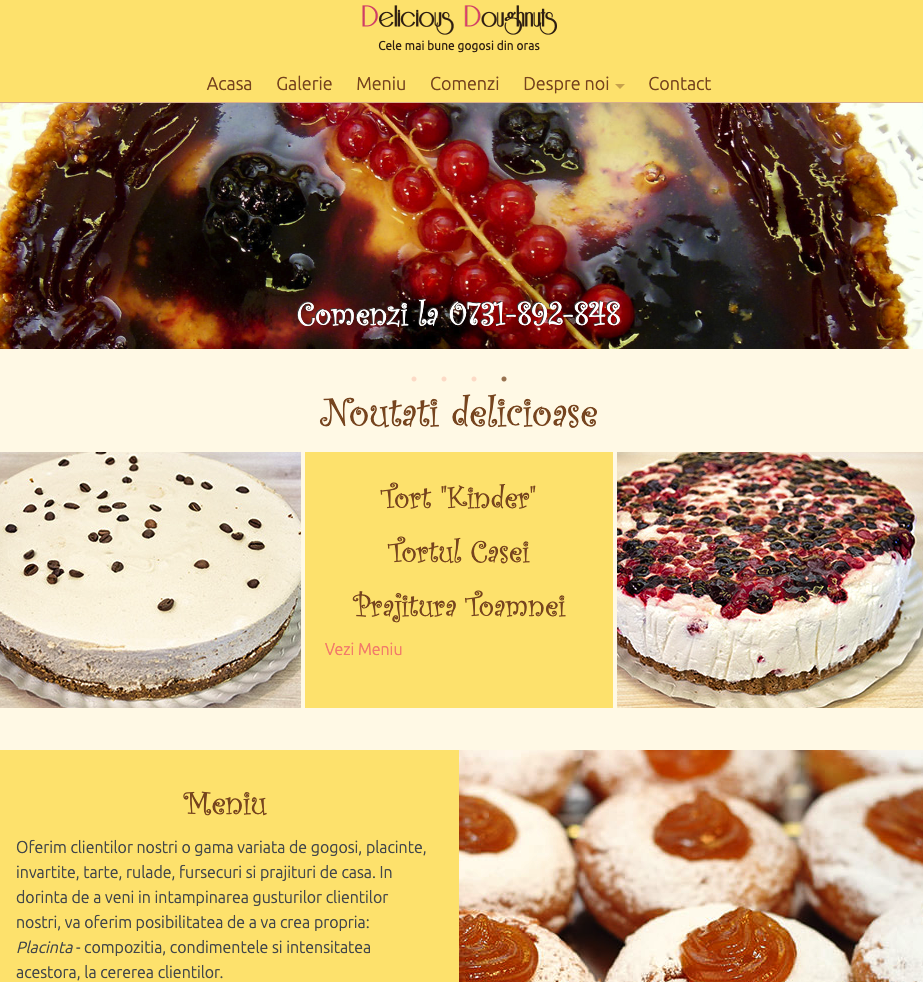 Delicious Doughnuts
Cele mai bune gogosi din oras
Acasa Galerie Meniu Comenzi Despre noi Contact
Comenzi la 0731-892-848
Noutati delicioase
Tort "Kinder"
Tortul Casei
Prajitura Toamnei
Vezi Meniu
Meniu
Oferim clientilor nostri o gama variata de gogosi, placinte,
invartite, tarte, rulade, fursecuri si prajituri de casa. In
dorinta de a veni in intampinarea gusturilor clientilor
nostri, va oferim posibilitatea de a va crea propria:
Placinta - compozitia, condimentele si intensitatea
acestora, la cererea clientilor.